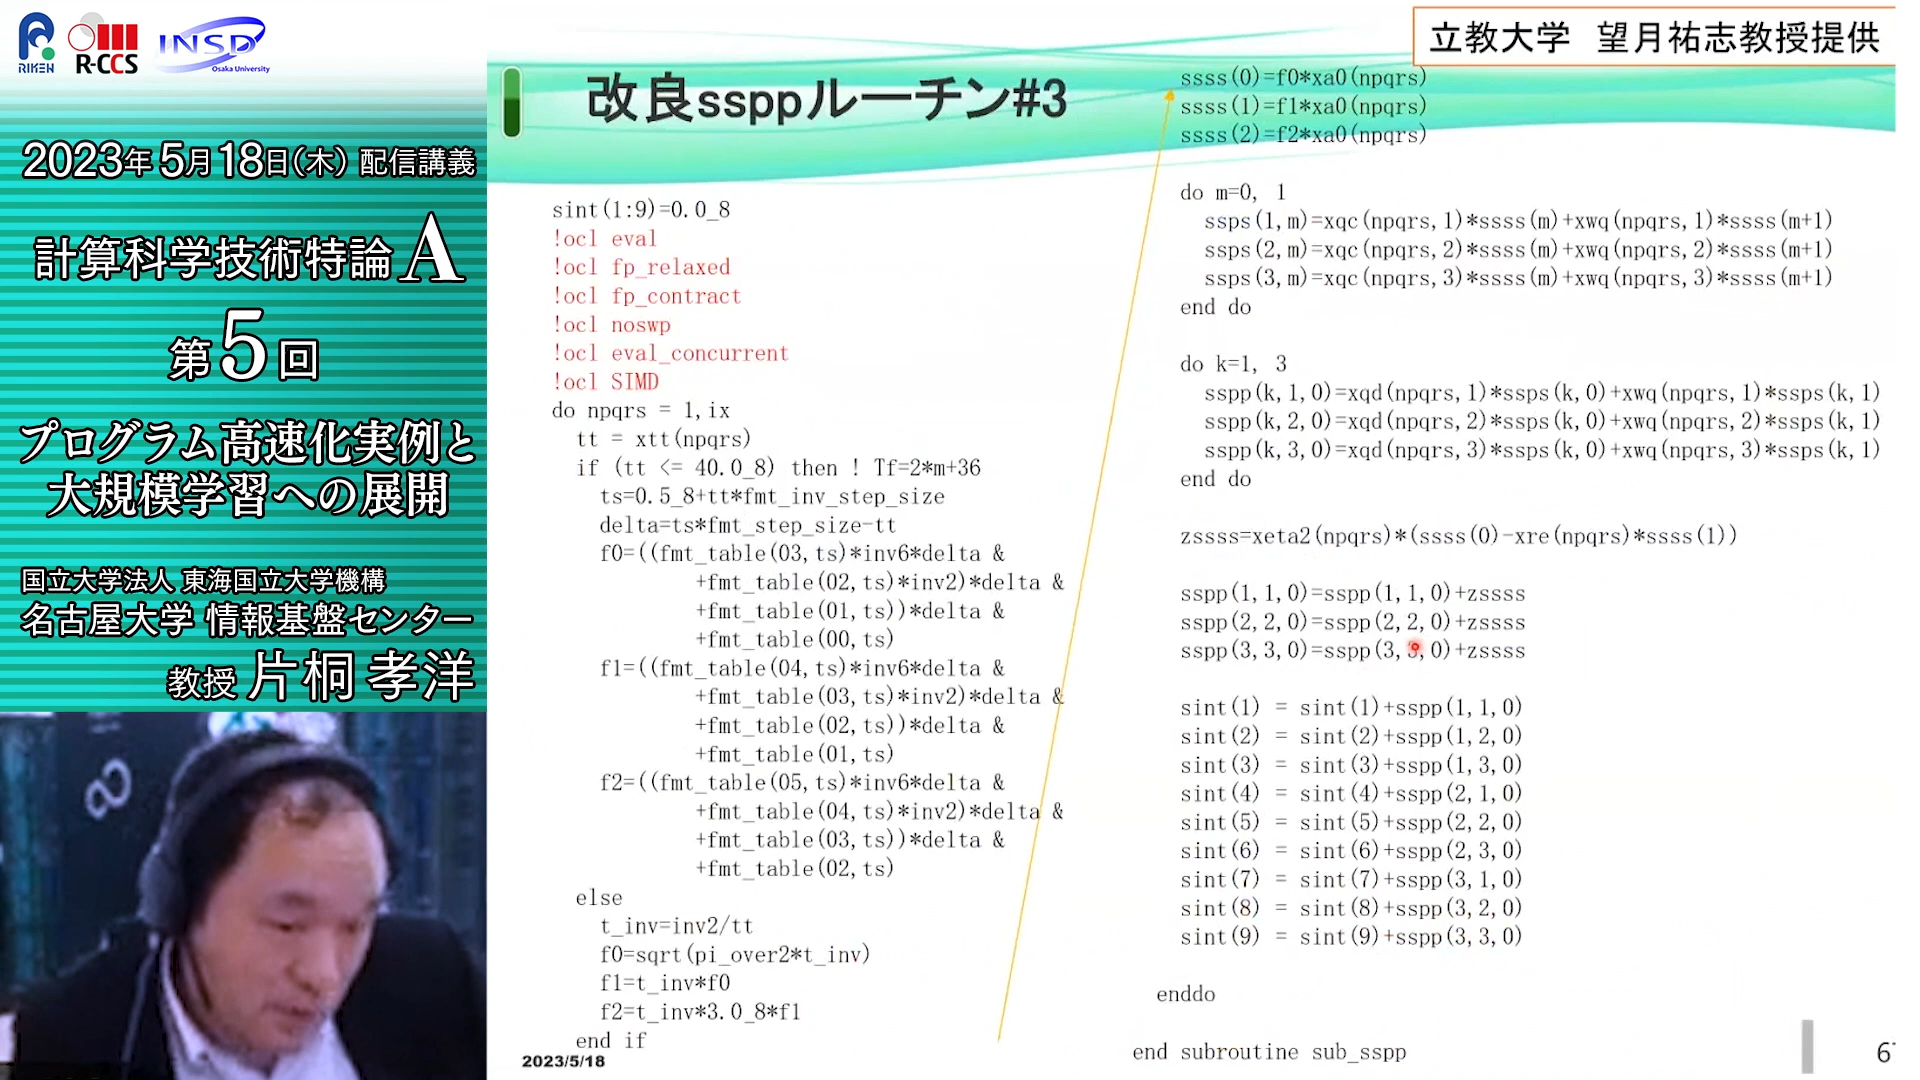 RIKEN
R-CCS
INSD
Osaka University
2023年5月18日(木) 配信講義
計算科学技術特論A
第5回
プログラム高速化実例と
大規模学習への展開
国立大学法人 東海国立大学機構
名古屋大学 情報基盤センター
教授 片桐 孝洋
立教大学 望月祐志教授提供
改良ssppルーチン#3
sint(1:9)=0.0_8
!ocl eval
!ocl fp_relaxed
!ocl fp_contract
!ocl noswp
!ocl eval_concurrent
!ocl SIMD
do npqrs = 1,ix
tt = xtt(npqrs)
if (tt <= 40.0_8) then ! Tf=2*m+36
ts=0.5_8+tt*fmt_inv_step_size
delta=ts*fmt_step_size-tt
f0=((fmt_table(03,ts)*inv6*delta &
+fmt_table(02,ts)*inv2)*delta &
+fmt_table(01,ts))*delta &
+fmt_table(00,ts)
f1=((fmt_table(04,ts)*inv6*delta &
+fmt_table(03,ts)*inv2)*delta &
+fmt_table(02,ts))*delta &
+fmt_table(01,ts)
f2=((fmt_table(05,ts)*inv6*delta &
+fmt_table(04,ts)*inv2)*delta &
+fmt_table(03,ts))*delta &
+fmt_table(02,ts)
else
t_inv=inv2/tt
f0=sqrt(pi_over2*t_inv)
f1=t_inv*f0
f2=t_inv*3.0_8*f1
end if
2023/5/18
ssss(0)=f0*xa0(npqrs)
ssss(1)=f1*xa0(npqrs)
ssss(2)=f2*xa0(npqrs)
do m=0, 1
ssps(1,m)=xqc(npqrs,1)*ssss(m)+xwq(npqrs,1)*ssss(m+1)
ssps(2,m)=xqc(npqrs,2)*ssss(m)+xwq(npqrs,2)*ssss(m+1)
ssps(3,m)=xqc(npqrs,3)*ssss(m)+xwq(npqrs,3)*ssss(m+1)
end do
do k=1, 3
sspp(k,1,0)=xqd(npqrs,1)*ssps(k,0)+xwq(npqrs,1)*ssps(k,1)
sspp(k,2,0)=xqd(npqrs,2)*ssps(k,0)+xwq(npqrs,2)*ssps(k,1)
sspp(k,3,0)=xqd(npqrs,3)*ssps(k,0)+xwq(npqrs,3)*ssps(k,1)
end do
zssss=xeta2(npqrs)*(ssss(0)-xre(npqrs)*ssss(1))
sspp(1,1,0)=sspp(1,1,0)+zssss
sspp(2,2,0)=sspp(2,2,0)+zssss
sspp(3,3,0)=sspp(3,3,0)+zssss
sint(1) = sint(1)+sspp(1,1,0)
sint(2) = sint(2)+sspp(1,2,0)
sint(3) = sint(3)+sspp(1,3,0)
sint(4) = sint(4)+sspp(2,1,0)
sint(5) = sint(5)+sspp(2,2,0)
sint(6) = sint(6)+sspp(2,3,0)
sint(7) = sint(7)+sspp(3,1,0)
sint(8) = sint(8)+sspp(3,2,0)
sint(9) = sint(9)+sspp(3,3,0)
enddo
end subroutine sub_sspp